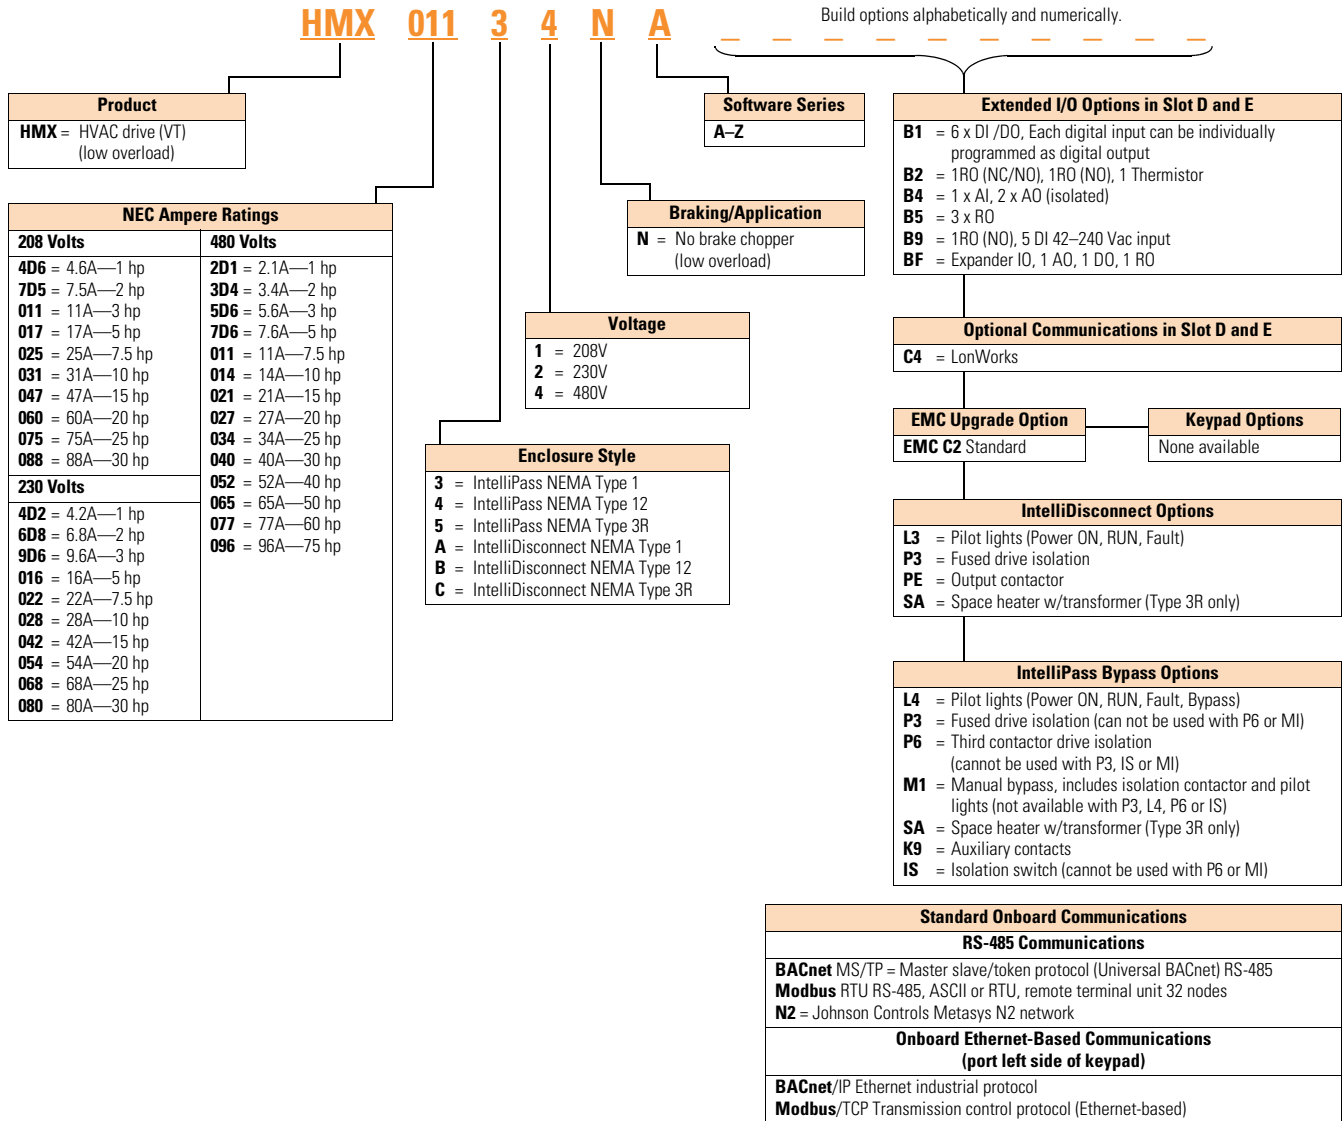 HMX 011 3 4 N A
Build options alphabetically and numerically.
Product
HMX = HVAC drive (VT)
(low overload)
NEC Ampere Ratings
208 Volts
4D6 = 4.6A—1 hp
7D5 = 7.5A—2 hp
011 = 11A—3 hp
017 = 17A—5 hp
025 = 25A—7.5 hp
031 = 31A—10 hp
047 = 47A—15 hp
060 = 60A—20 hp
075 = 75A—25 hp
088 = 88A—30 hp
230 Volts
4D2 = 4.2A—1 hp
6D8 = 6.8A—2 hp
9D6 = 9.6A—3 hp
016 = 16A—5 hp
022 = 22A—7.5 hp
028 = 28A—10 hp
042 = 42A—15 hp
054 = 54A—20 hp
068 = 68A—25 hp
080 = 80A—30 hp
480 Volts
2D1 = 2.1A—1 hp
3D4 = 3.4A—2 hp
5D6 = 5.6A—3 hp
7D6 = 7.6A—5 hp
011 = 11A—7.5 hp
014 = 14A—10 hp
021 = 21A—15 hp
027 = 27A—20 hp
034 = 34A—25 hp
040 = 40A—30 hp
052 = 52A—40 hp
065 = 65A—50 hp
077 = 77A—60 hp
096 = 96A—75 hp
Enclosure Style
3 = IntelliPass NEMA Type 1
4 = IntelliPass NEMA Type 12
5 = IntelliPass NEMA Type 3R
A = IntelliDisconnect NEMA Type 1
B = IntelliDisconnect NEMA Type 12
C = IntelliDisconnect NEMA Type 3R
Voltage
1 = 208V
2 = 230V
4 = 480V
Braking/Application
N = No brake chopper
(low overload)
Software Series
A–Z
Extended I/O Options in Slot D and E
B1 = 6 x DI /DO, Each digital input can be individually
programmed as digital output
B2 = 1RO (NC/NO), 1RO (NO), 1 Thermistor
B4 = 1 x AI, 2 x AO (isolated)
B5 = 3 x RO
B9 = 1RO (NO), 5 DI 42–240 Vac input
BF = Expander IO, 1 AO, 1 DO, 1 RO
Optional Communications in Slot D and E
C4 = LonWorks
EMC Upgrade Option
EMC C2 Standard
Keypad Options
None available
IntelliDisconnect Options
L3 = Pilot lights (Power ON, RUN, Fault)
P3 = Fused drive isolation
PE = Output contactor
SA = Space heater w/transformer (Type 3R only)
IntelliPass Bypass Options
L4 = Pilot lights (Power ON, RUN, Fault, Bypass)
P3 = Fused drive isolation (can not be used with P6 or MI)
P6 = Third contactor drive isolation
(cannot be used with P3, IS or MI)
M1 = Manual bypass, includes isolation contactor and pilot
lights (not available with P3, L4, P6 or IS)
SA = Space heater w/transformer (Type 3R only)
K9 = Auxiliary contacts
IS = Isolation switch (cannot be used with P6 or MI)
Standard Onboard Communications
RS-485 Communications
BACnet MS/TP = Master slave/token protocol (Universal BACnet) RS-485
Modbus RTU RS-485, ASCII or RTU, remote terminal unit 32 nodes
N2 = Johnson Controls Metasys N2 network
Onboard Ethernet-Based Communications
(port left side of keypad)
BACnet/IP Ethernet industrial protocol
Modbus/TCP Transmission control protocol (Ethernet-based)